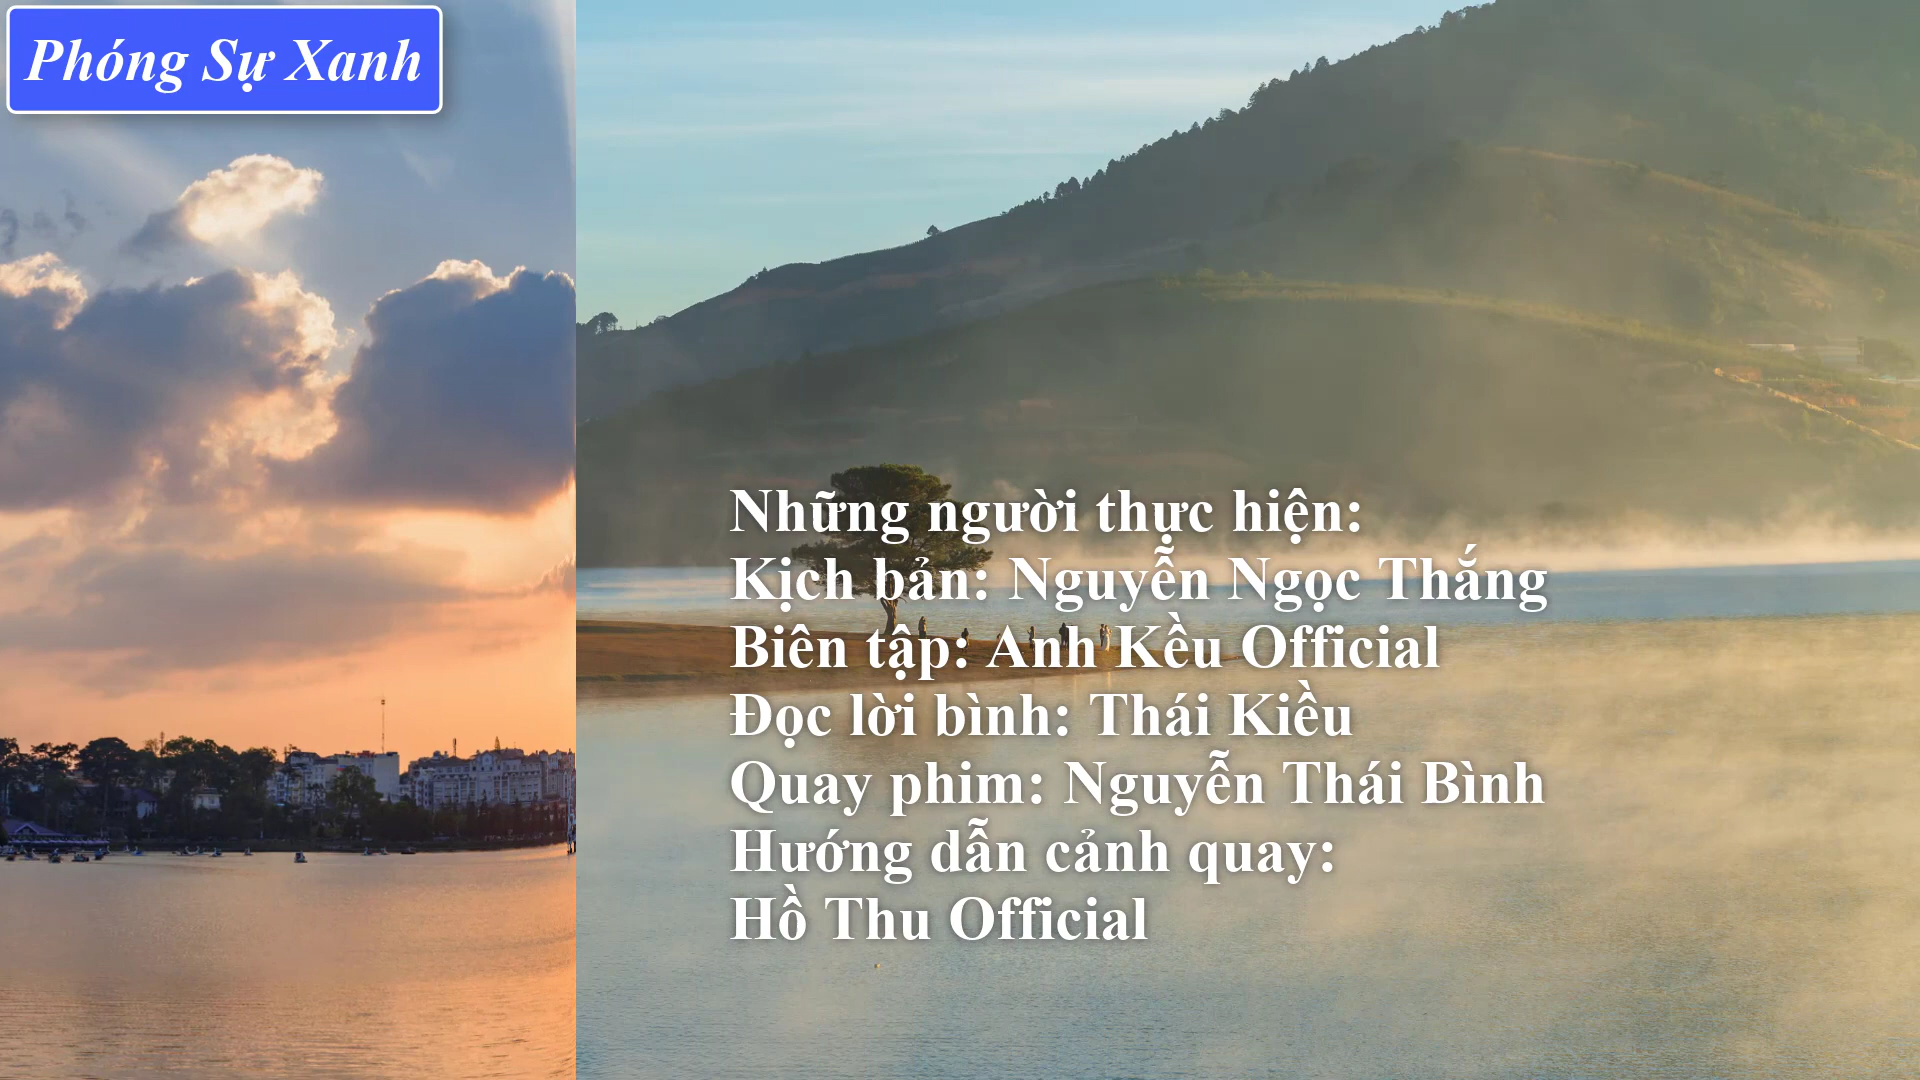 Phóng Sự Xanh
Những người thực hiện:
Kịch bản: Nguyễn Ngọc Thắng
Biên tập: Anh Kều Official
Đọc lời bình: Thái Kiều
Quay phim: Nguyễn Thái Bình
Hướng dẫn cảnh quay:
Hồ Thu Official